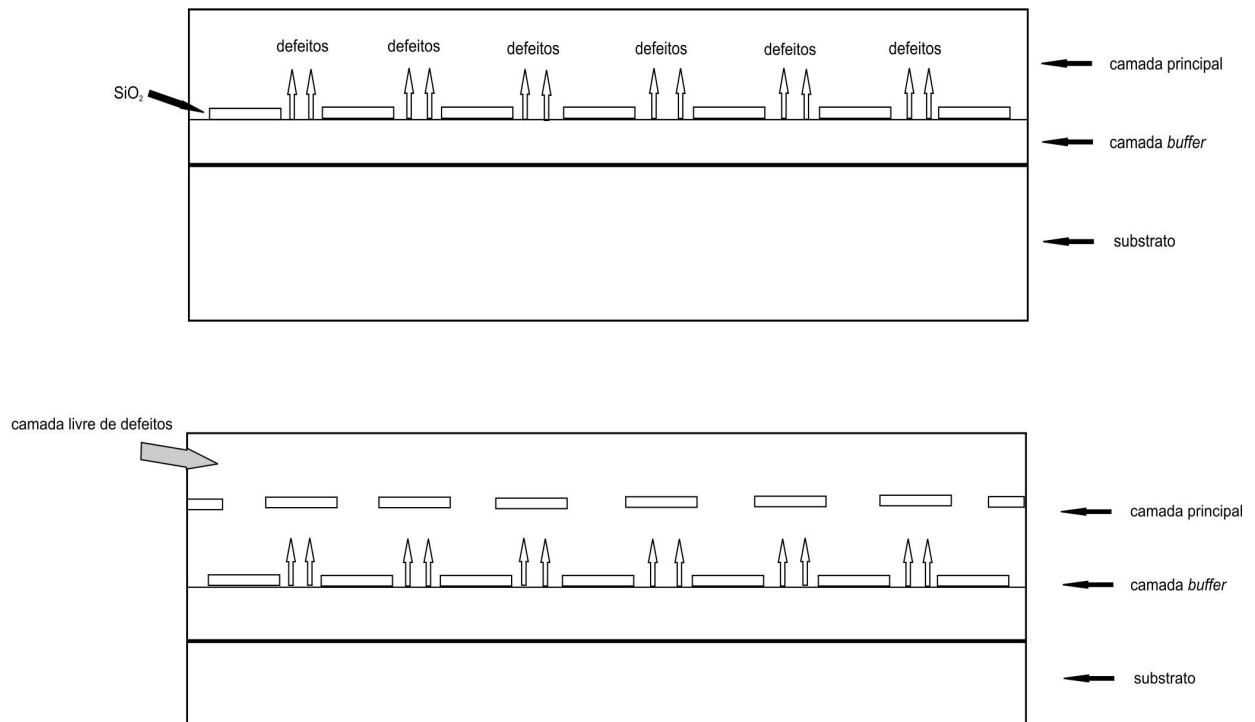 defeitos defeitos defeitos defeitos defeitos defeitos
camada principal
SiO₂
camada buffer
substrato
camada livre de defeitos
camada principal
camada buffer
substrato